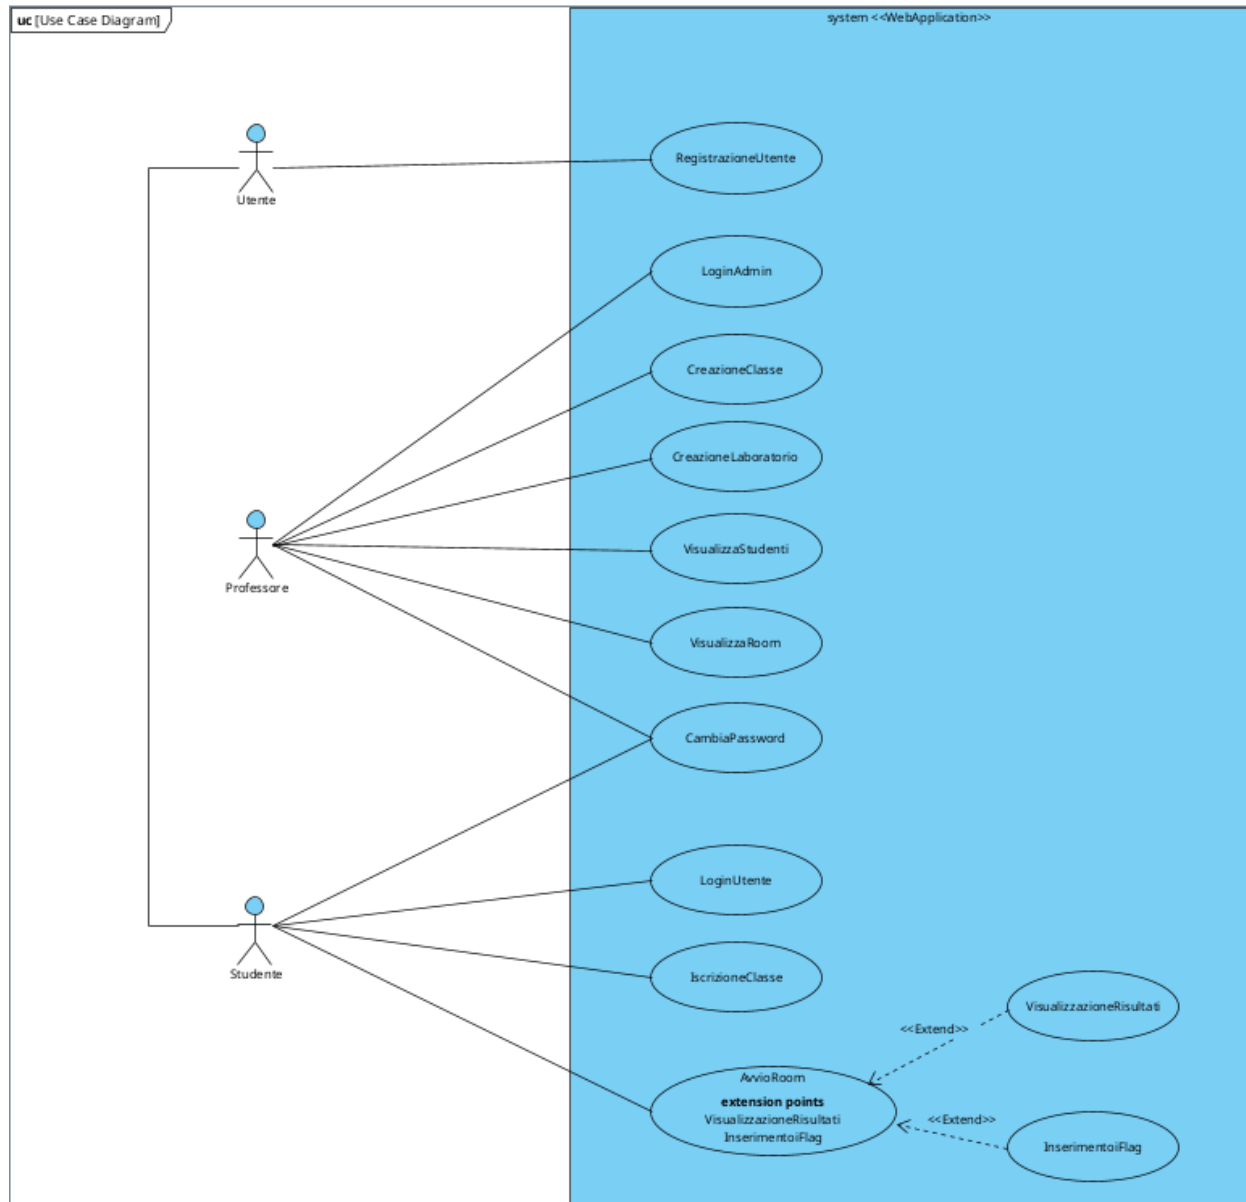 uc [Use Case Diagram]
system <<WebApplication>>
Utente
RegistrazioneUtente
LoginAdmin
CreazioneClasse
CreazioneLaboratorio
VisualizzaStudenti
Professore
VisualizzaRoom
CambiaPassword
LoginUtente
Studente
IscrizioneClasse
VisualizzazioneRisultati
<<Extend>>
AvvioRoom
extension points
VisualizzazioneRisultati
InserimentoiFlag
<<Extend>>
InserimentoiFlag